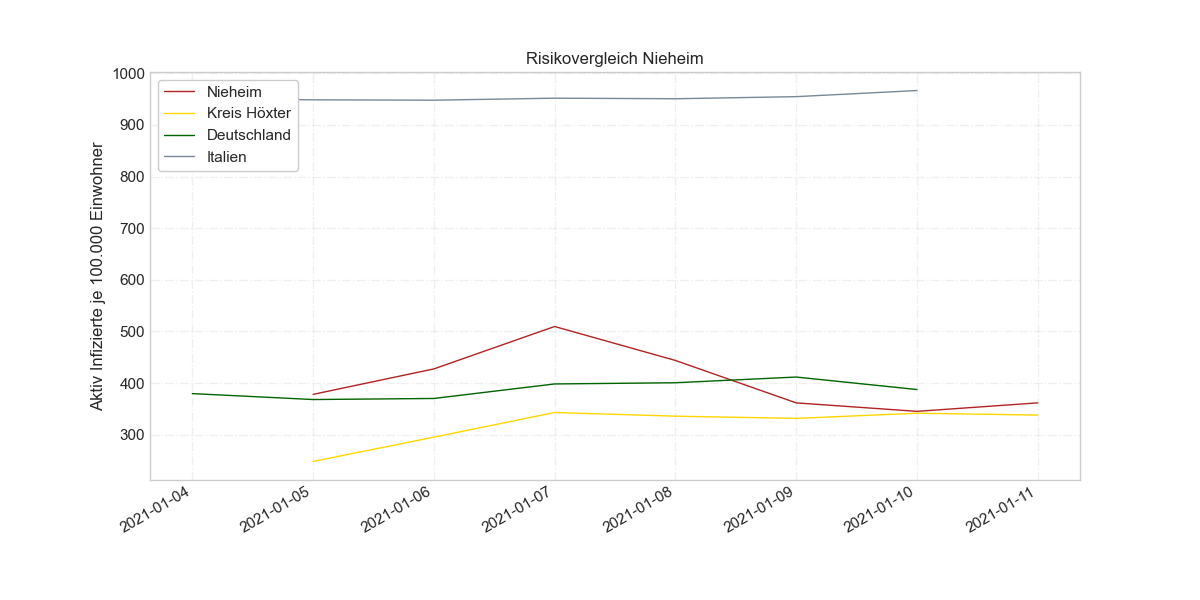 Risikovergleich Nieheim
Aktiv Infizierte je 100.000 Einwohner
1000
900
800
700
600
500
400
300
Nieheim
Kreis Höxter
Deutschland
Italien
2021-01-04
2021-01-05
2021-01-06
2021-01-07
2021-01-08
2021-01-09
2021-01-10
2021-01-11